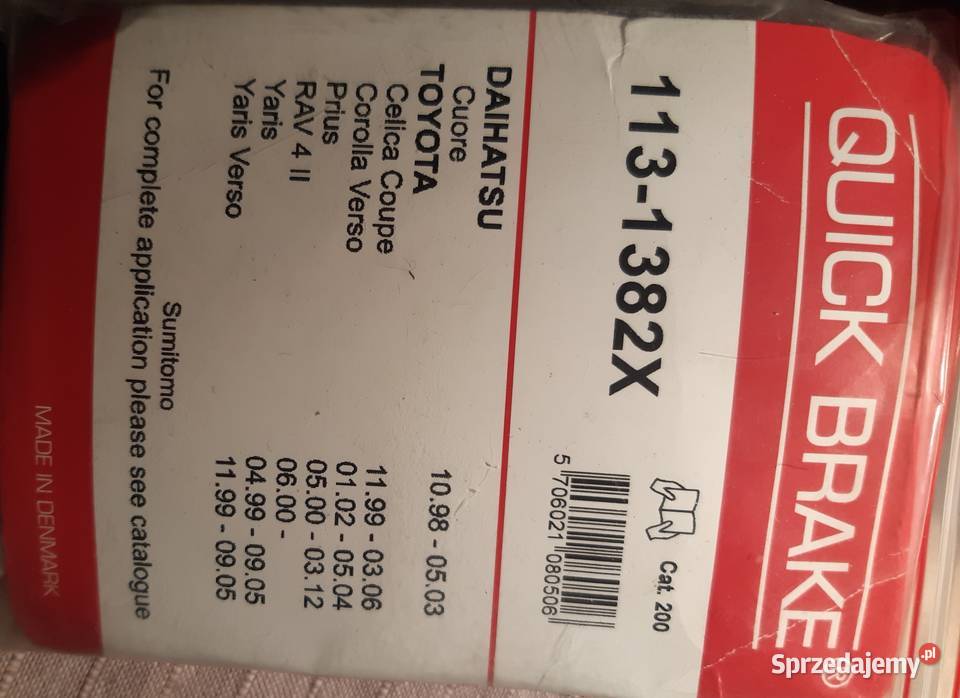 QUICK BRAKE®
113-1382X
Cat. 200
5 706021 080506
DAIHATSU
Cuore 10.98 - 05.03
TOYOTA
Celica Coupe 11.99 - 03.06
Corolla Verso 01.02 - 05.04
Prius 05.00 - 03.12
RAV 4 II 06.00 -
Yaris 04.99 - 09.05
Yaris Verso 11.99 - 09.05
Sumitomo
For complete application please see catalogue
MADE IN DENMARK
Sprzedajemy.pl